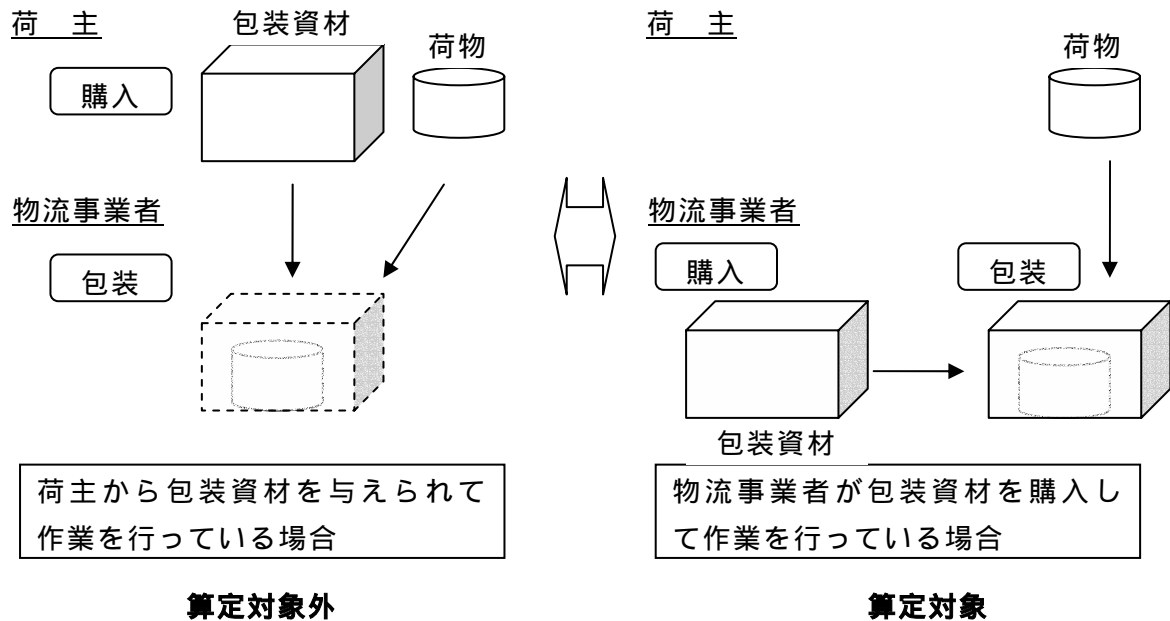 荷　主
包装資材
荷物
購入
物流事業者
包装
荷主から包装資材を与えられて
作業を行っている場合
算定対象外
荷　主
荷物
物流事業者
購入
包装
包装資材
物流事業者が包装資材を購入し
て作業を行っている場合
算定対象